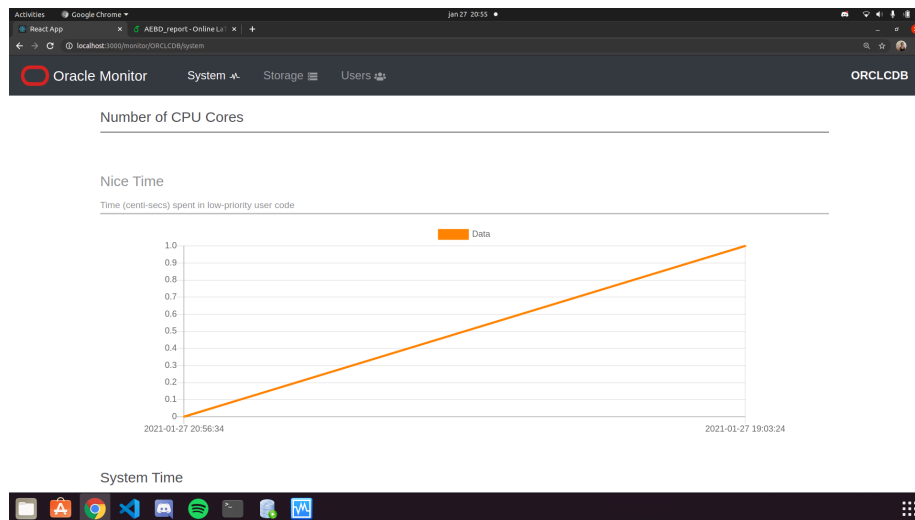 Activities Google Chrome ▾ jan 27 20:55
React App × AEBD_report - Online La × +
localhost:3000/monitor/ORCLCDB/system
Oracle Monitor System Storage Users ORCLCDB
Number of CPU Cores
Nice Time
Time (centi-secs) spent in low-priority user code
Data
1.0
0.9
0.8
0.7
0.6
0.5
0.4
0.3
0.2
0.1
0
2021-01-27 20:56:34 2021-01-27 19:03:24
System Time